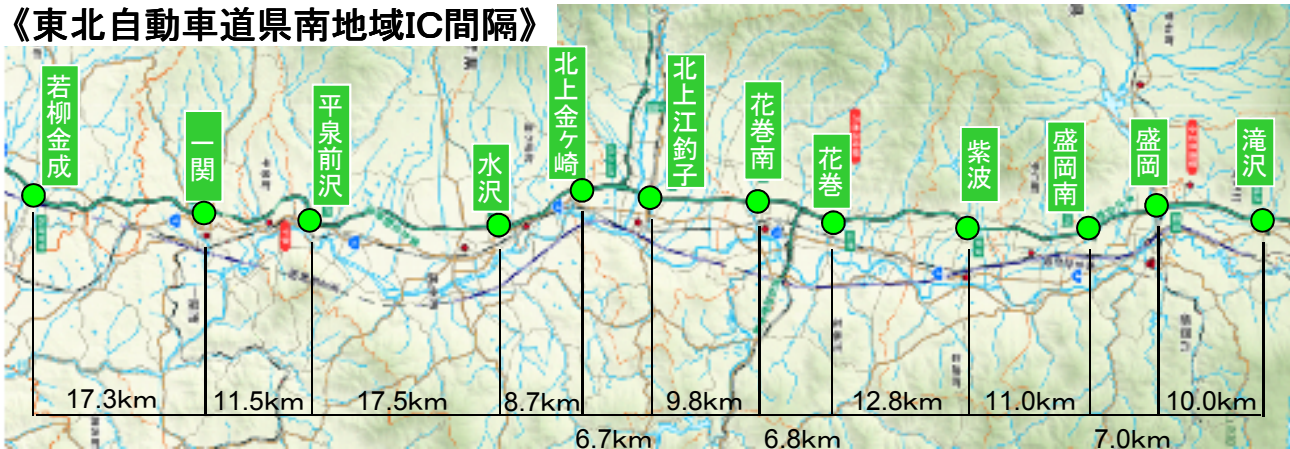 《東北自動車道県南地域IC間隔》
若柳金成
一関
平泉前沢
水沢
北上金ヶ崎
北上江釣子
花巻南
花巻
紫波
盛岡南
盛岡
滝沢
17.3km
11.5km
17.5km
8.7km
6.7km
9.8km
6.8km
12.8km
11.0km
7.0km
10.0km